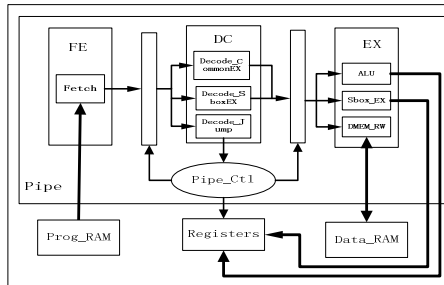 FE
DC
EX
Fetch
Decode_C
ommonEX
Decode_S
boxEX
Decode_J
ump
ALU
Sbox_EX
DMEM_RW
Pipe_Ctl
Pipe
Prog_RAM
Registers
Data_RAM